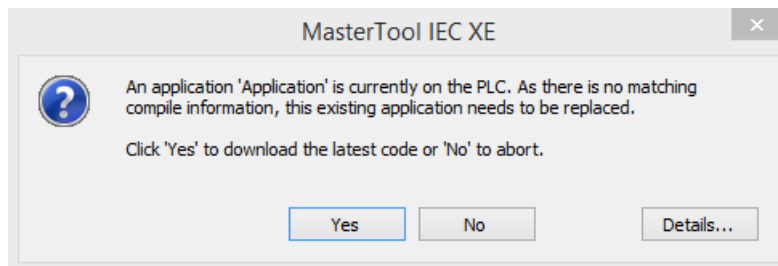 MasterTool IEC XE
An application 'Application' is currently on the PLC. As there is no matching
compile information, this existing application needs to be replaced.
Click 'Yes' to download the latest code or 'No' to abort.
Yes No Details...